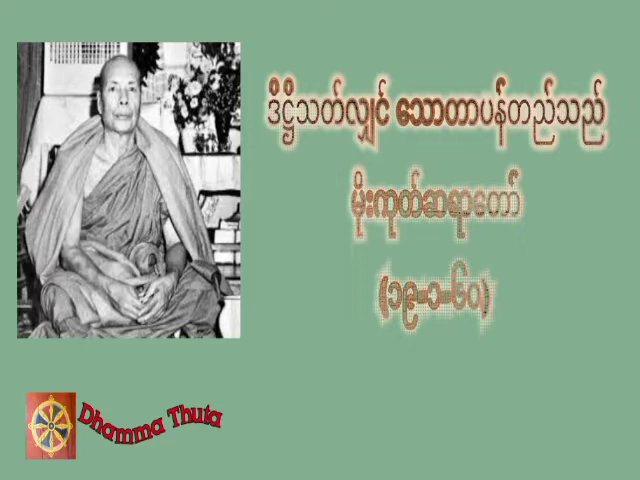 ဒိဋ္ဌိသတ်လျှင် သောတာပန်တည်သည်
မိုးကုတ်ဆရာတော်
(၁၉-၁-၆၀)
Dhamma Thuta